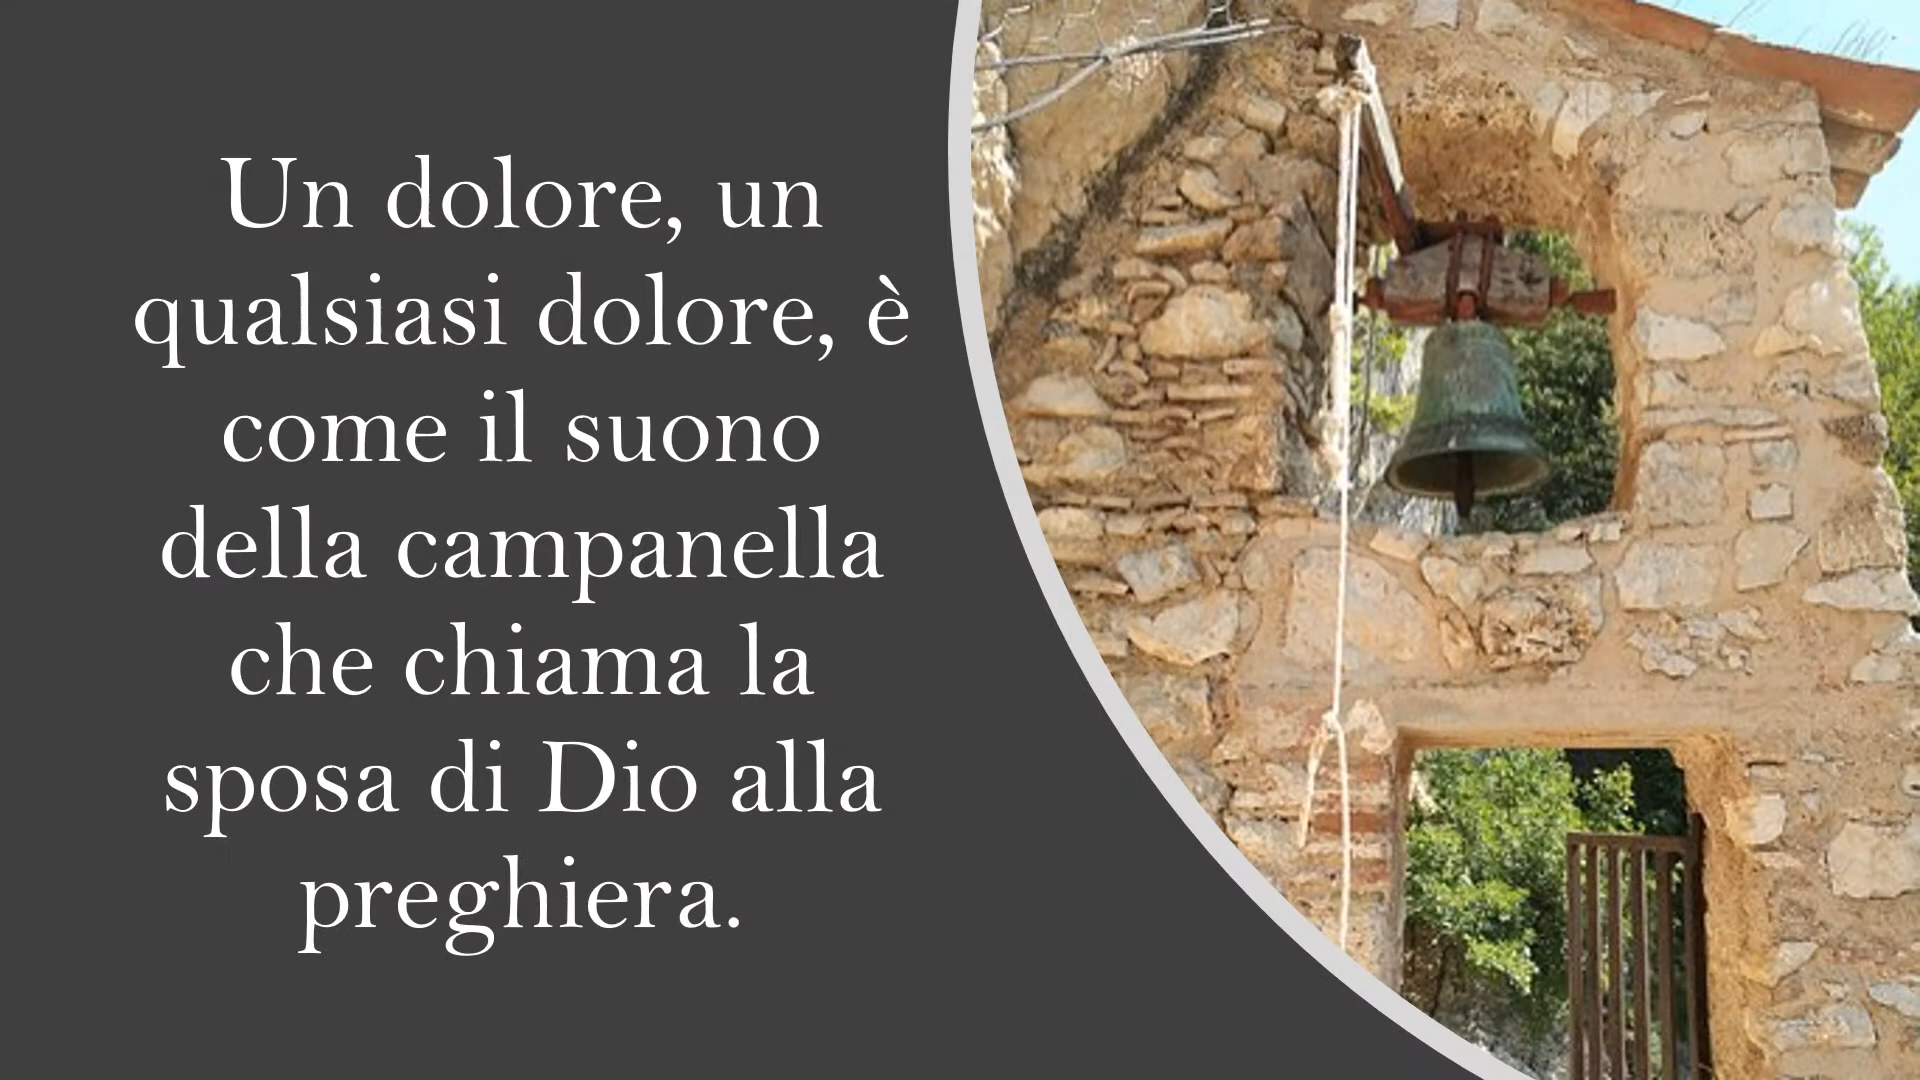 Un dolore, un
qualsiasi dolore, è
come il suono
della campanella
che chiama la
sposa di Dio alla
preghiera.